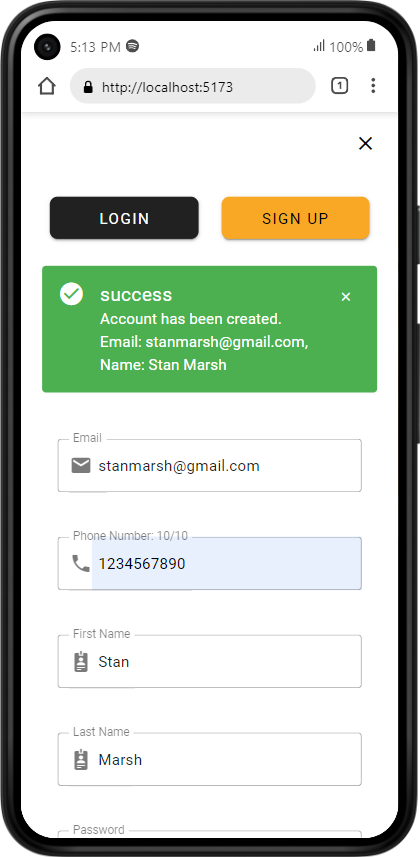 5:13 PM
100%
http://localhost:5173
1
LOGIN
SIGN UP
success
Account has been created.
Email: stanmarsh@gmail.com,
Name: Stan Marsh
Email
stanmarsh@gmail.com
Phone Number: 10/10
1234567890
First Name
Stan
Last Name
Marsh
Password